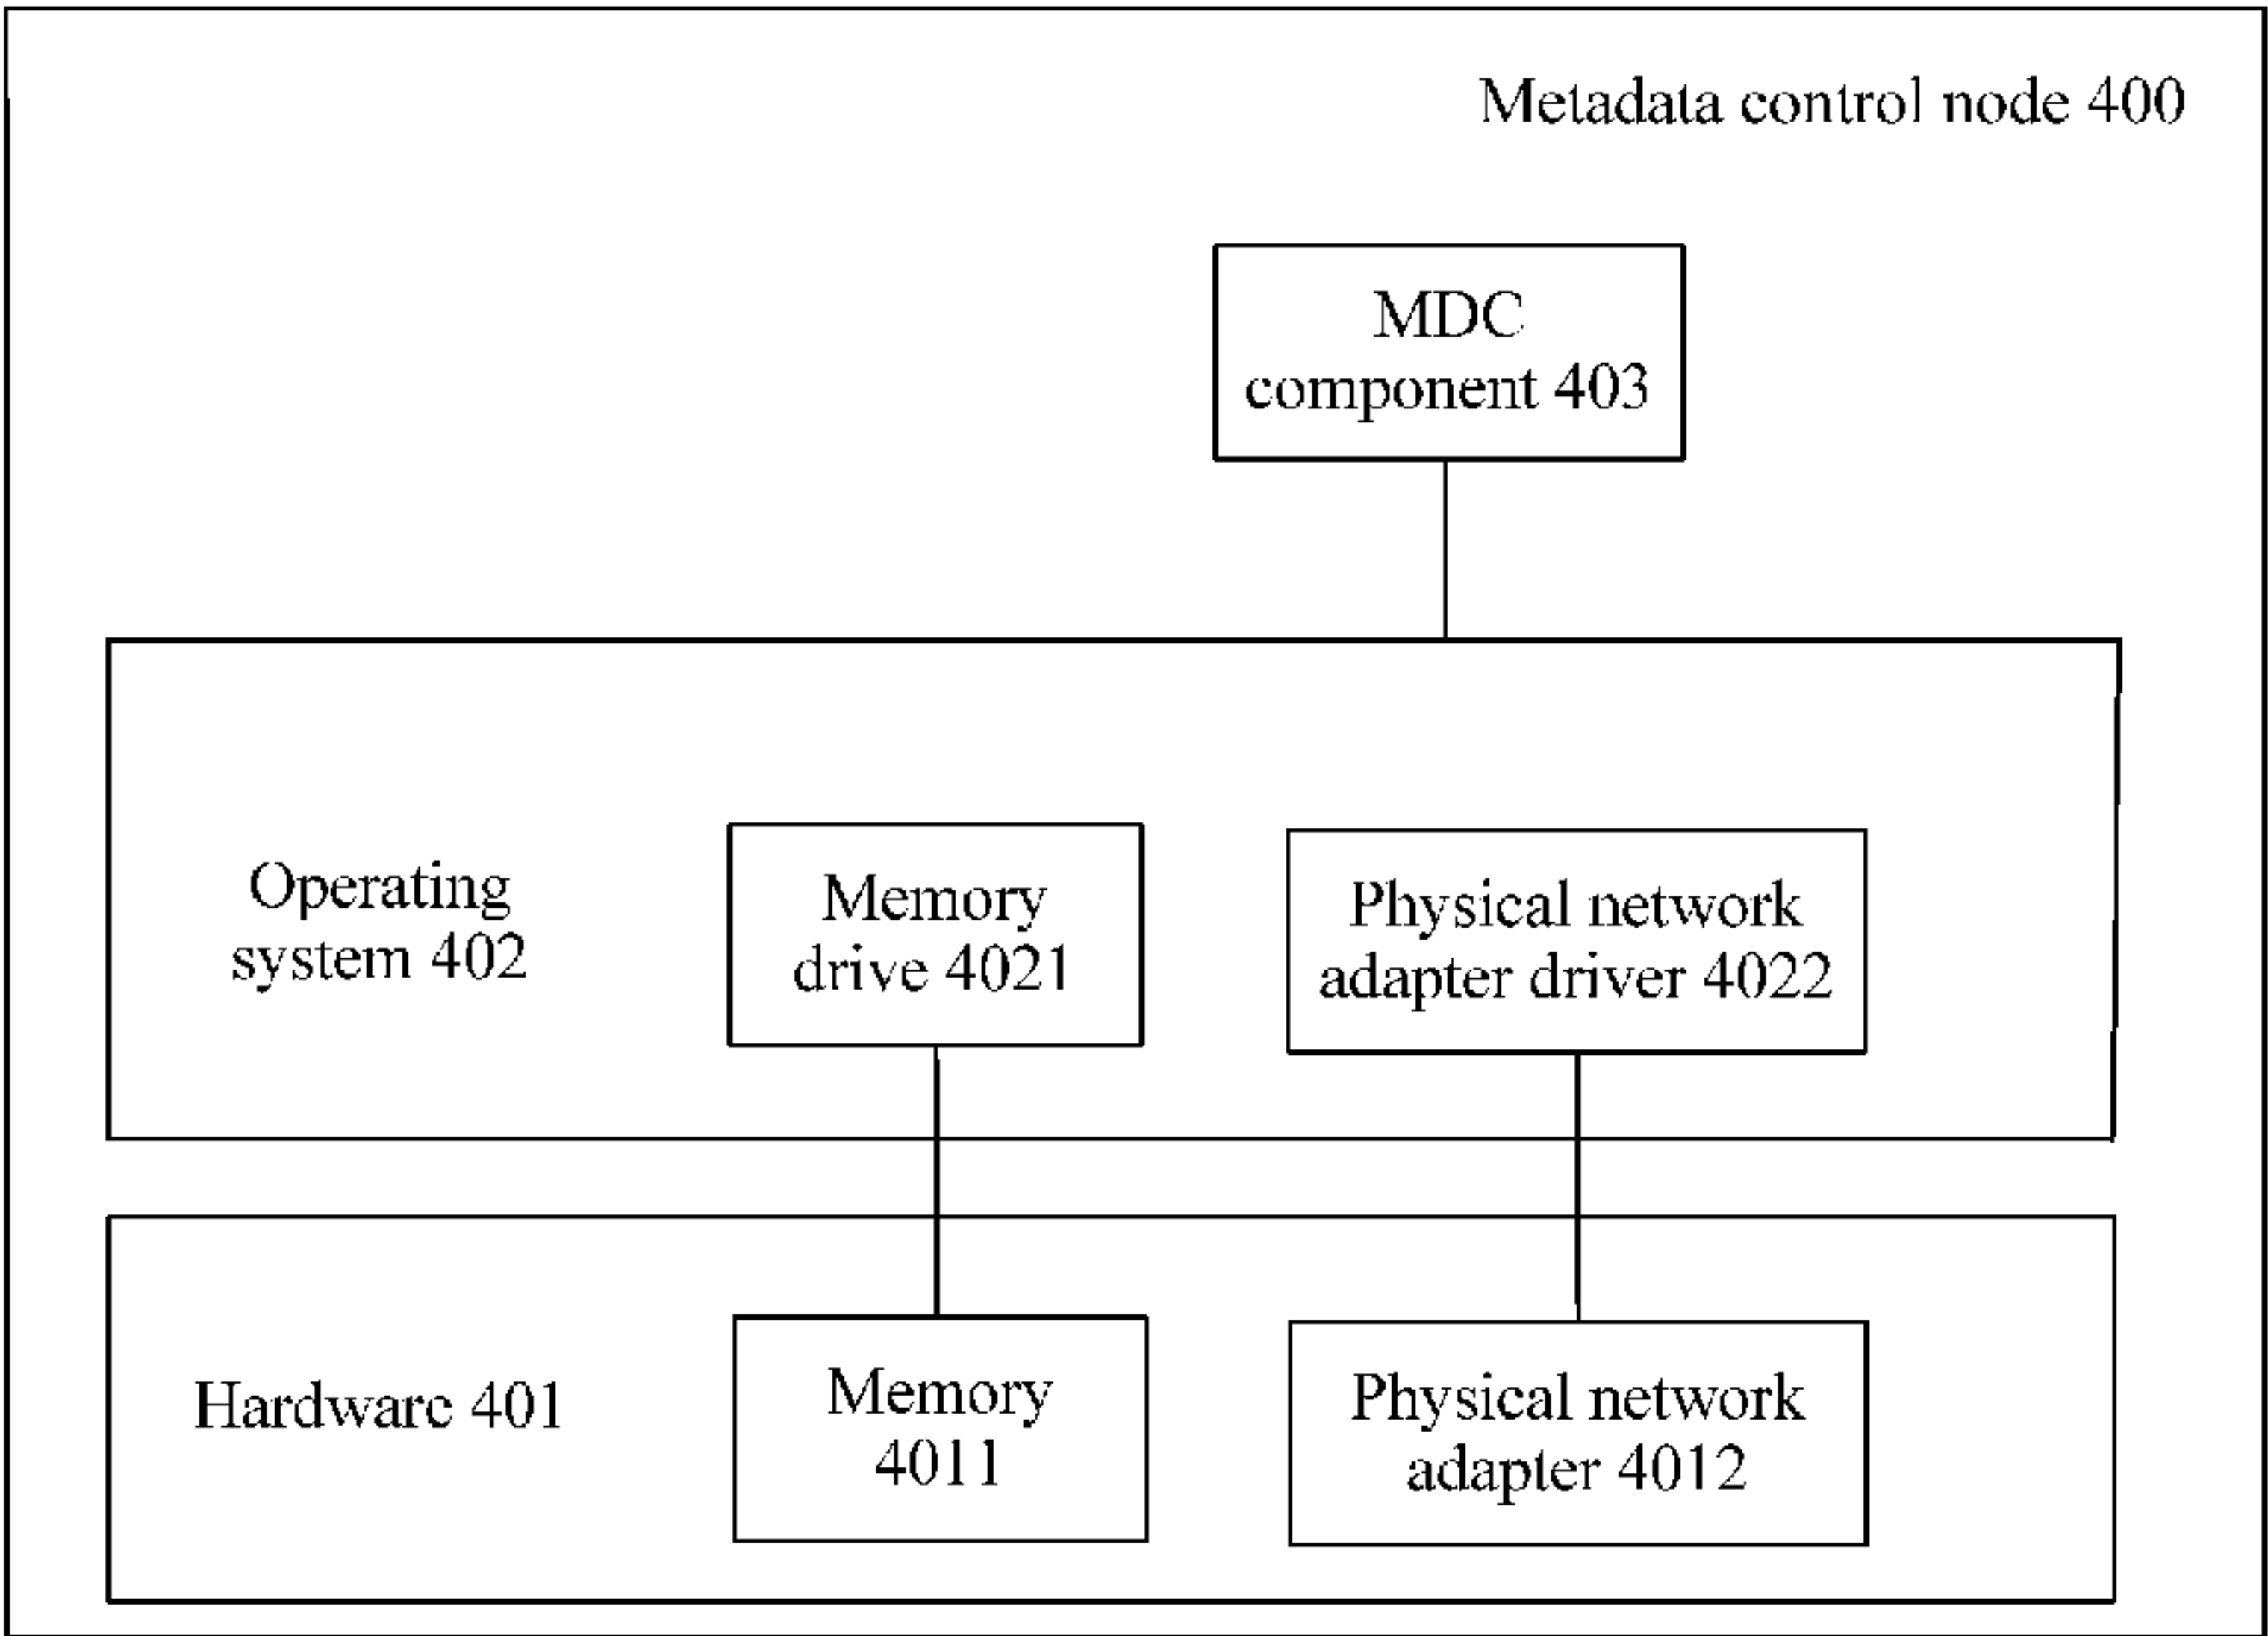 Metadata control node 400
MDC
component 403
Operating
system 402
Memory
drive 4021
Physical network
adapter driver 4022
Hardware 401
Memory
4011
Physical network
adapter 4012